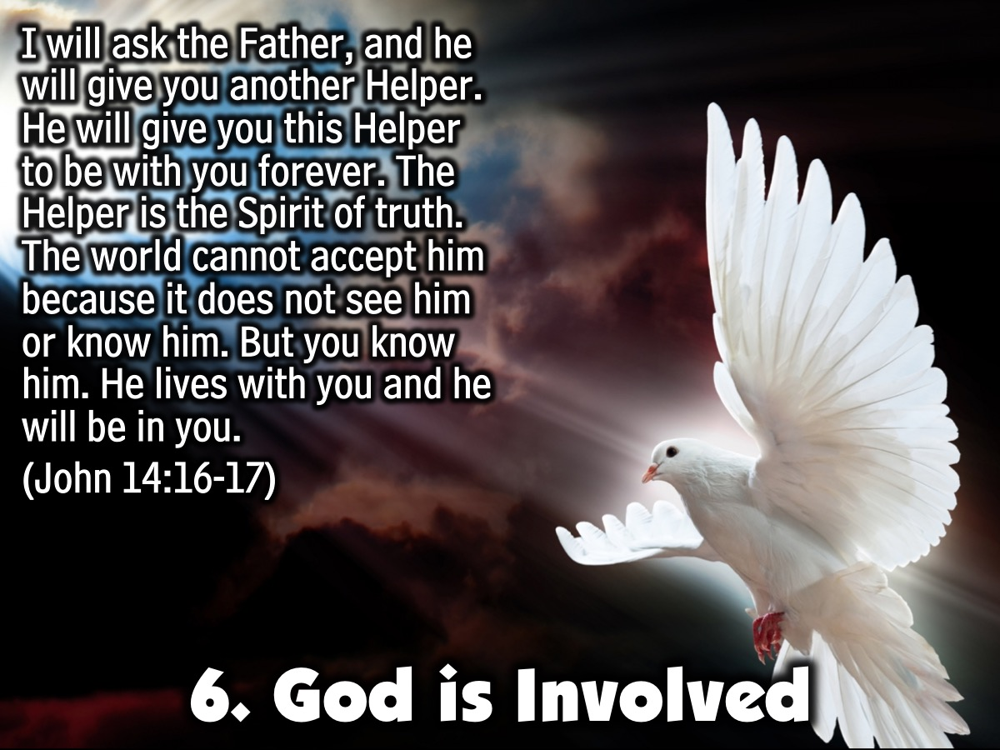 I will ask the Father, and he
will give you another Helper.
He will give you this Helper
to be with you forever. The
Helper is the Spirit of truth.
The world cannot accept him
because it does not see him
or know him. But you know
him. He lives with you and he
will be in you.
(John 14:16-17)
6. God is Involved